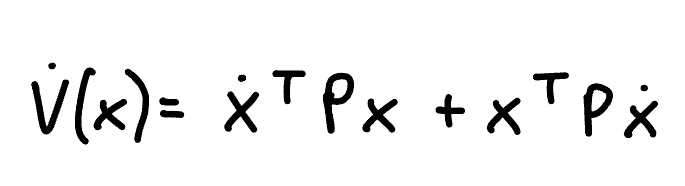 V̇(x) = ẋᵀPx + xᵀPẋ